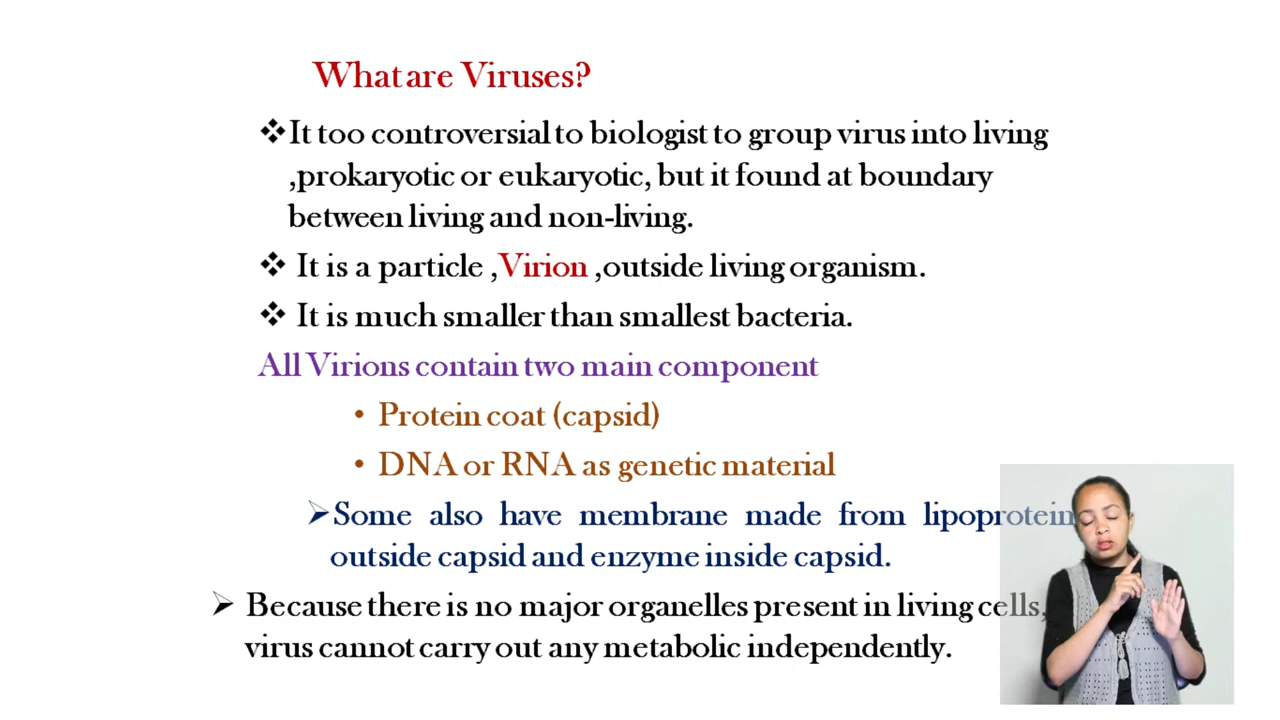 What are Viruses?
❖It too controversial to biologist to group virus into living
,prokaryotic or eukaryotic, but it found at boundary
between living and non-living.
❖ It is a particle ,Virion ,outside living organism.
❖ It is much smaller than smallest bacteria.
All Virions contain two main component
• Protein coat (capsid)
• DNA or RNA as genetic material
➢Some also have membrane made from lipoprotein
outside capsid and enzyme inside capsid.
➢ Because there is no major organelles present in living cells,
virus cannot carry out any metabolic independently.